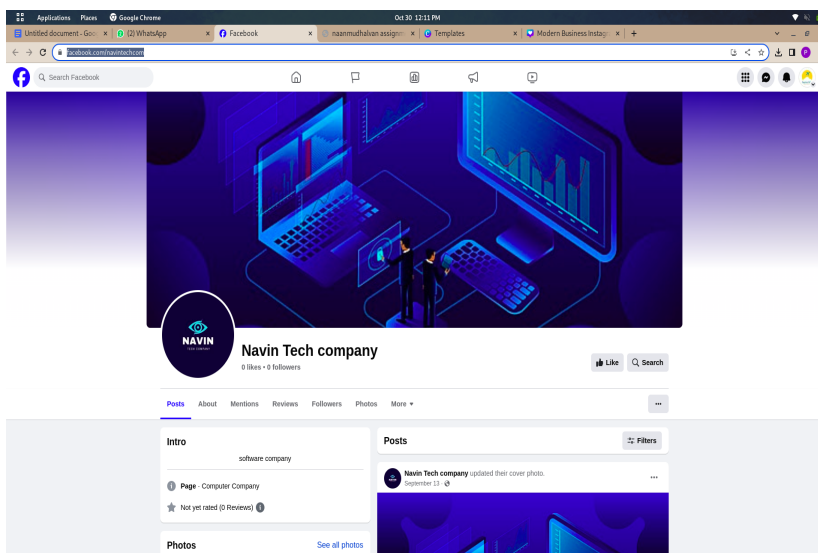 Applications Places Google Chrome Oct 30 12:11 PM
Untitled document - Goo × (2) WhatsApp × Facebook × naanmudhalvan assignm × Templates × Modern Business Instag × +
facebook.com/navintechcom
Search Facebook
NAVIN
TECH COMPANY
Navin Tech company
0 likes • 0 followers
Like Search
Posts About Mentions Reviews Followers Photos More
Intro
software company
Page · Computer Company
Not yet rated (0 Reviews)
Photos See all photos
Posts Filters
Navin Tech company updated their cover photo.
September 13